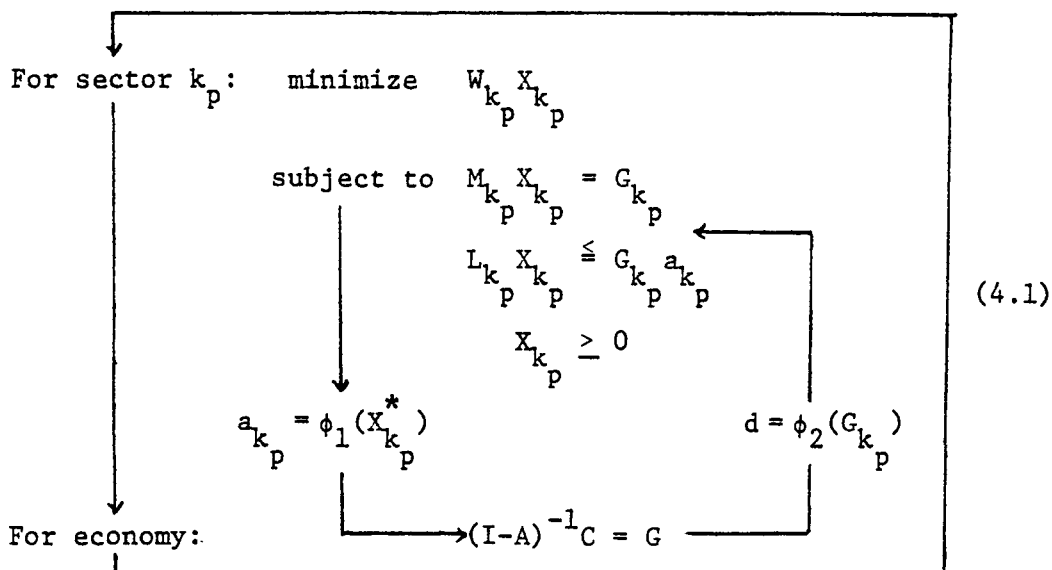 For sector k_p: minimize W_{k_p} X_{k_p}
subject to M_{k_p} X_{k_p} = G_{k_p}
L_{k_p} X_{k_p} ≦ G_{k_p} a_{k_p}
(4.1)
X_{k_p} ≥ 0
a_{k_p} = ϕ_1(X^*_{k_p})
d = ϕ_2(G_{k_p})
For economy: (I-A)^{-1}C = G